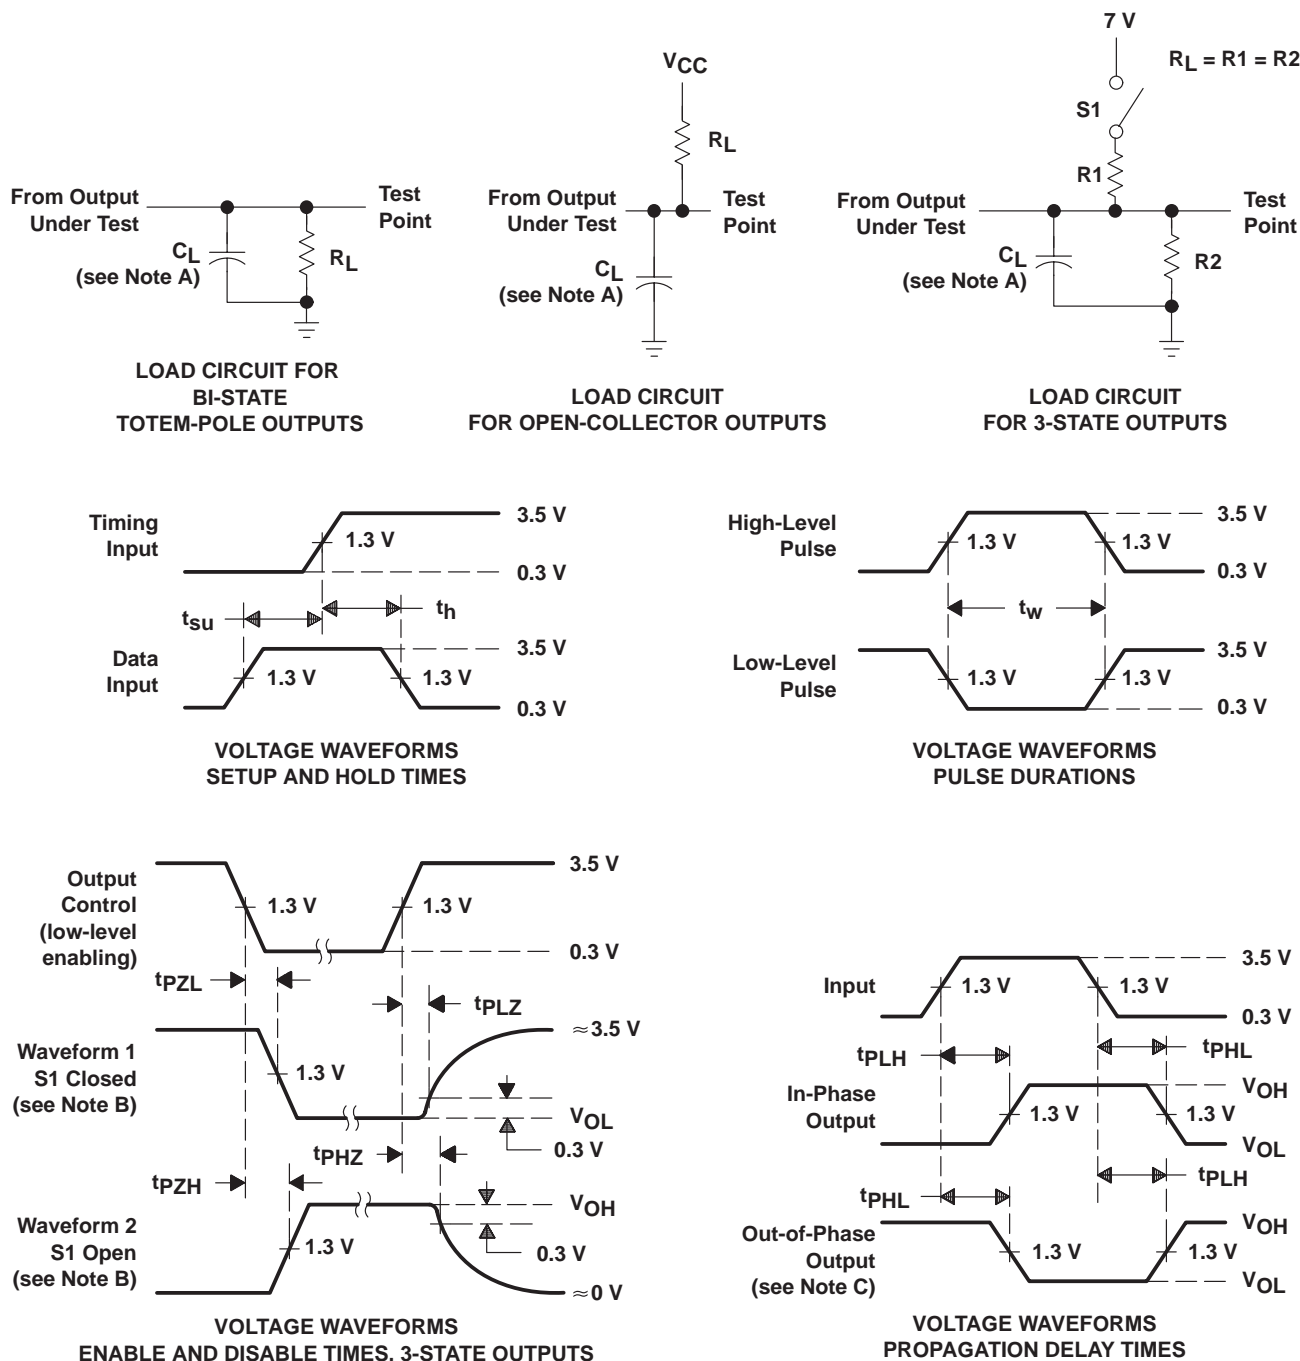 7 V
RL = R1 = R2
S1
R1
From Output
Under Test
Test
Point
CL
(see Note A)
RL
LOAD CIRCUIT FOR
BI-STATE
TOTEM-POLE OUTPUTS
VCC
RL
From Output
Under Test
Test
Point
CL
(see Note A)
LOAD CIRCUIT
FOR OPEN-COLLECTOR OUTPUTS
From Output
Under Test
Test
Point
CL
(see Note A)
R2
LOAD CIRCUIT
FOR 3-STATE OUTPUTS
Timing
Input
1.3 V
3.5 V
0.3 V
tsu
th
Data
Input
1.3 V
1.3 V
3.5 V
0.3 V
VOLTAGE WAVEFORMS
SETUP AND HOLD TIMES
High-Level
Pulse
1.3 V
1.3 V
3.5 V
0.3 V
tw
Low-Level
Pulse
1.3 V
1.3 V
3.5 V
0.3 V
VOLTAGE WAVEFORMS
PULSE DURATIONS
Output
Control
(low-level
enabling)
1.3 V
1.3 V
3.5 V
0.3 V
tPZL
tPLZ
Waveform 1
S1 Closed
(see Note B)
1.3 V
≈3.5 V
VOL
0.3 V
tPHZ
tPZH
Waveform 2
S1 Open
(see Note B)
1.3 V
VOH
0.3 V
≈0 V
VOLTAGE WAVEFORMS
ENABLE AND DISABLE TIMES, 3-STATE OUTPUTS
Input
1.3 V
1.3 V
3.5 V
0.3 V
tPLH
tPHL
In-Phase
Output
1.3 V
1.3 V
VOH
VOL
tPHL
tPLH
Out-of-Phase
Output
(see Note C)
1.3 V
1.3 V
VOH
VOL
VOLTAGE WAVEFORMS
PROPAGATION DELAY TIMES